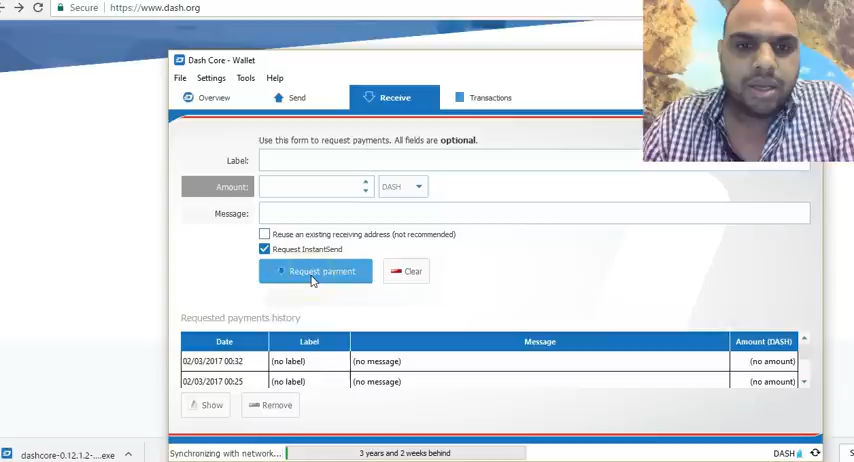 Secure https://www.dash.org
Dash Core - Wallet
File Settings Tools Help
Overview Send Receive Transactions
Use this form to request payments. All fields are optional.
Label:
Amount: DASH
Message:
Reuse an existing receiving address (not recommended)
Request InstantSend
Request payment Clear
Requested payments history
Date Label Message Amount (DASH)
02/03/2017 00:32 (no label) (no message) (no amount)
02/03/2017 00:25 (no label) (no message) (no amount)
Show Remove
Synchronizing with network... 3 years and 2 weeks behind DASH
dashcore-0.12.1.2-....exe S